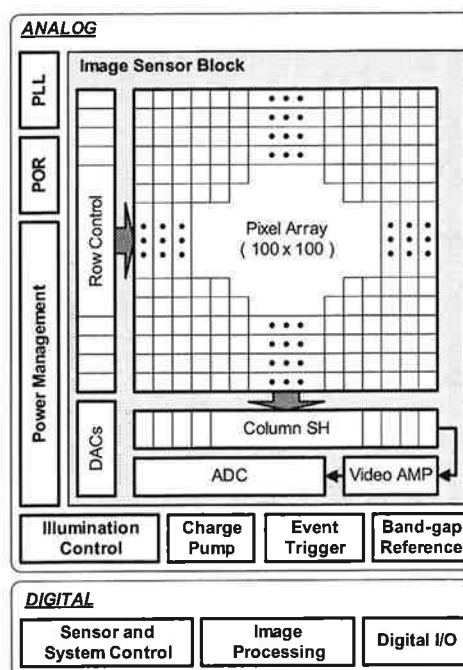 ANALOG
Image Sensor Block
PLL
POR
Power Management
Row Control
DACs
Pixel Array
( 100 x 100 )
Column SH
ADC
Video AMP
Illumination
Control
Charge
Pump
Event
Trigger
Band-gap
Reference
DIGITAL
Sensor and
System Control
Image
Processing
Digital I/O